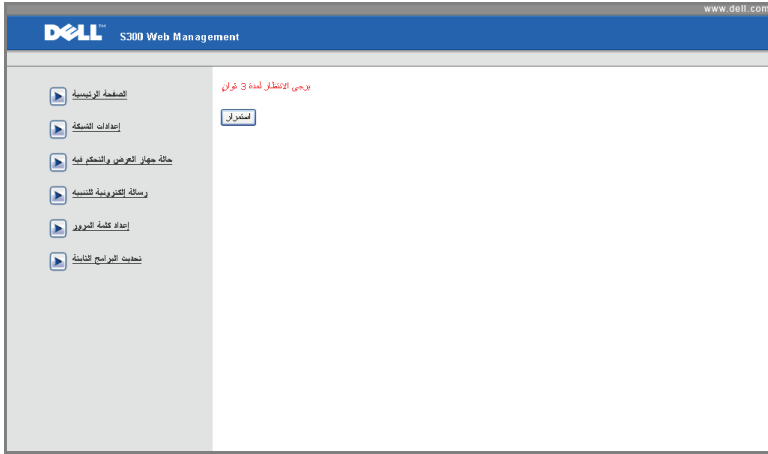 www.dell.com
DELL™ S300 Web Management
يرجى الانتظار لمدة 3 ثوانٍ
استمرار
الصفحة الرئيسية
إعدادات الشبكة
حالة جهاز العرض والتحكم فيه
رسالة إلكترونية للتنبيه
إعداد كلمة المرور
تحديث البرامج الثابتة